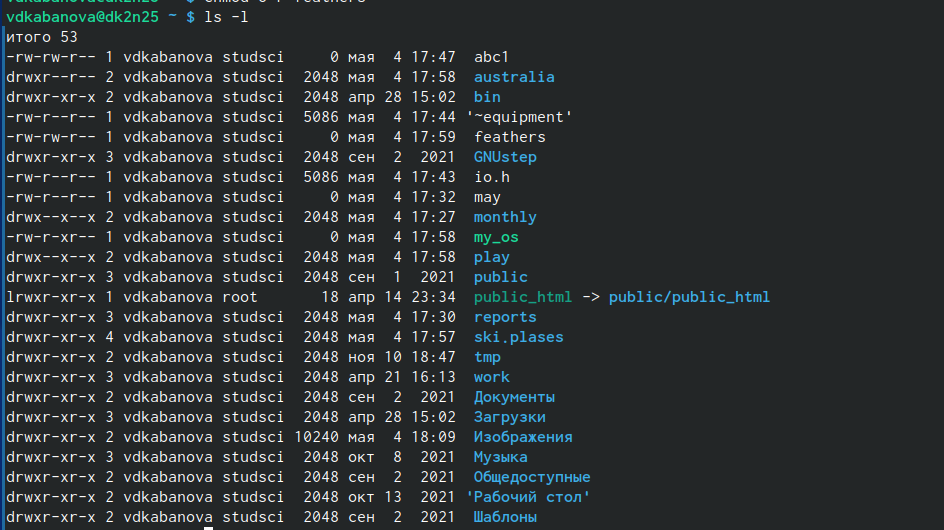 vdkabanova@dk2n25 ~ $ ls -l
итого 53
-rw-rw-r-- 1 vdkabanova studsci     0 мая  4 17:47  abc1
drwxr--r-- 2 vdkabanova studsci  2048 мая  4 17:58  australia
drwxr-xr-x 2 vdkabanova studsci  2048 апр 28 15:02  bin
-rw-r--r-- 1 vdkabanova studsci  5086 мая  4 17:44 '~equipment'
-rw-rw-r-- 1 vdkabanova studsci     0 мая  4 17:59  feathers
drwxr-xr-x 3 vdkabanova studsci  2048 сен  2  2021  GNUstep
-rw-r--r-- 1 vdkabanova studsci  5086 мая  4 17:43  io.h
-rw-r--r-- 1 vdkabanova studsci     0 мая  4 17:32  may
drwx--x--x 2 vdkabanova studsci  2048 мая  4 17:27  monthly
-rw-r--r-- 1 vdkabanova studsci     0 мая  4 17:58  my_os
drwx--x--x 2 vdkabanova studsci  2048 мая  4 17:58  play
drwxr-xr-x 3 vdkabanova studsci  2048 сен  1  2021  public
lrwxr-xr-x 1 vdkabanova root       18 апр 14 23:34  public_html -> public/public_html
drwxr-xr-x 3 vdkabanova studsci  2048 мая  4 17:30  reports
drwxr-xr-x 4 vdkabanova studsci  2048 мая  4 17:57  ski.plases
drwxr-xr-x 2 vdkabanova studsci  2048 ноя 10 18:47  tmp
drwxr-xr-x 3 vdkabanova studsci  2048 апр 21 16:13  work
drwxr-xr-x 2 vdkabanova studsci  2048 сен  2  2021  Документы
drwxr-xr-x 3 vdkabanova studsci  2048 апр 28 15:02  Загрузки
drwxr-xr-x 2 vdkabanova studsci 10240 мая  4 18:09  Изображения
drwxr-xr-x 3 vdkabanova studsci  2048 окт  8  2021  Музыка
drwxr-xr-x 2 vdkabanova studsci  2048 сен  2  2021  Общедоступные
drwxr-xr-x 2 vdkabanova studsci  2048 окт 13  2021 'Рабочий стол'
drwxr-xr-x 2 vdkabanova studsci  2048 сен  2  2021  Шаблоны